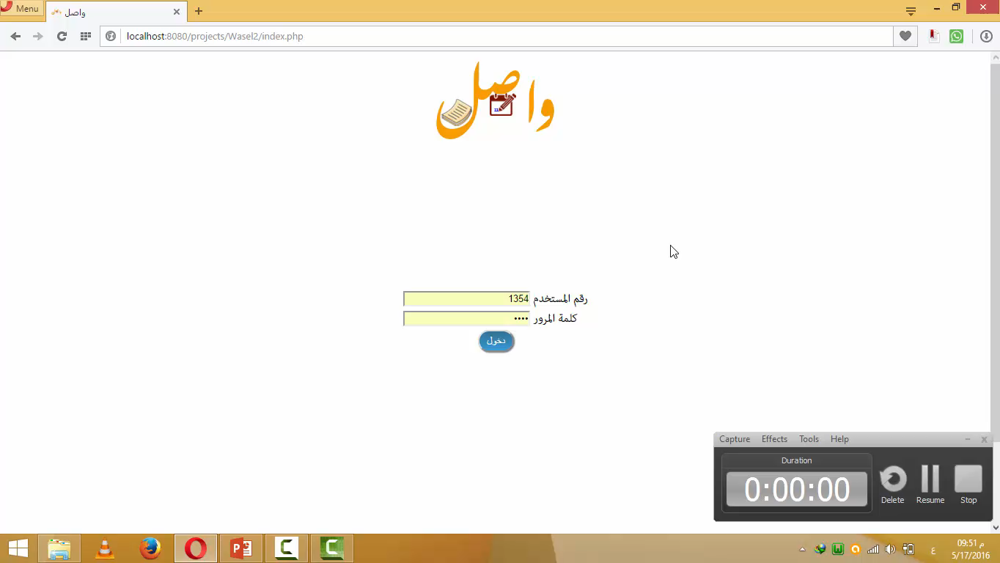 Menu
واصل
localhost:8080/projects/Wasel2/index.php
واصل
رقم المستخدم 1354
كلمة المرور ••••
دخول
Capture Effects Tools Help
Duration
0:00:00
Delete Resume Stop
ع
09:51 م
5/17/2016